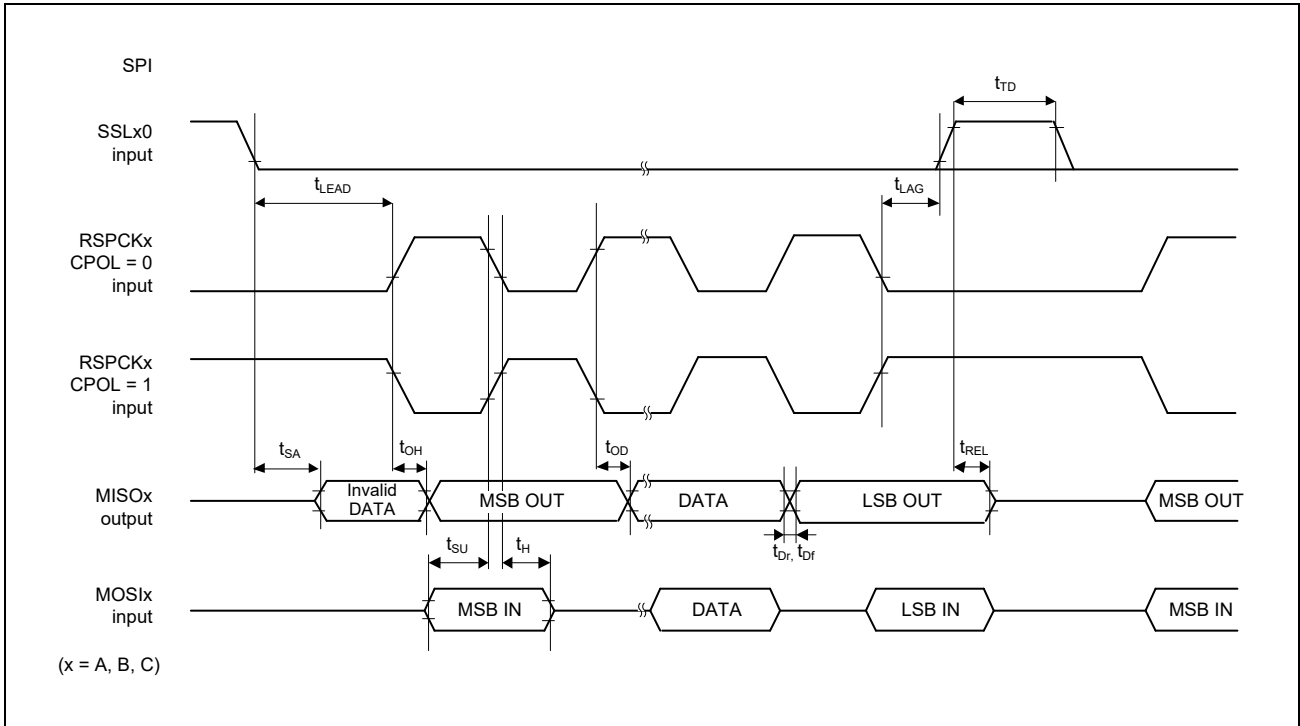 SPI
tTD
SSLx0
input
tLEAD
tLAG
RSPCKx
CPOL = 0
input
RSPCKx
CPOL = 1
input
tSA
tOH
tOD
tREL
MISOx
output
Invalid
DATA
MSB OUT
DATA
LSB OUT
MSB OUT
tSU
tH
tDr, tDf
MOSIx
input
MSB IN
DATA
LSB IN
MSB IN
(x = A, B, C)